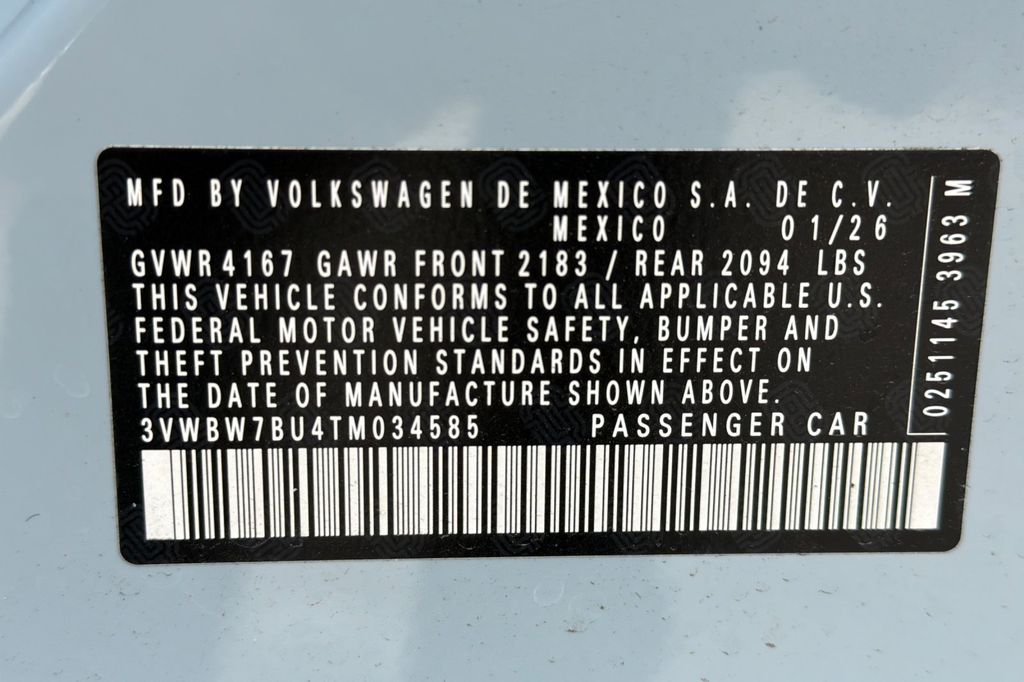 MFD BY VOLKSWAGEN DE MEXICO S.A. DE C.V.
MEXICO 01/26
GVWR 4167 GAWR FRONT 2183 / REAR 2094 LBS
THIS VEHICLE CONFORMS TO ALL APPLICABLE U.S.
FEDERAL MOTOR VEHICLE SAFETY, BUMPER AND
THEFT PREVENTION STANDARDS IN EFFECT ON
THE DATE OF MANUFACTURE SHOWN ABOVE.
3VWBW7BU4TM034585 PASSENGER CAR
0251145 3963 M